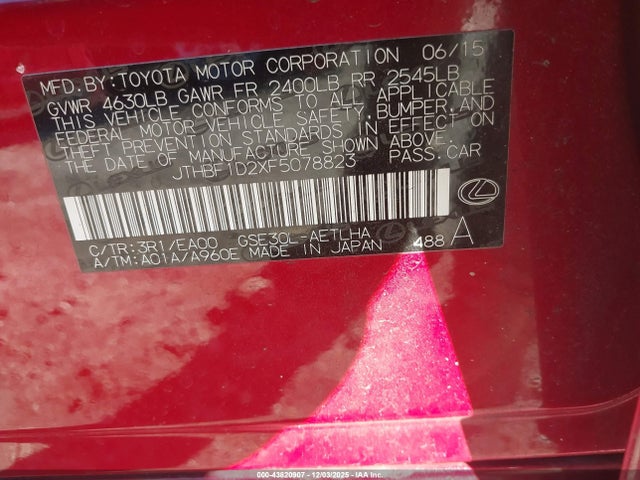 MFD.BY:TOYOTA MOTOR CORPORATION 06/15
GVWR 4630LB GAWR FR 2400LB RR 2545LB
THIS VEHICLE CONFORMS TO ALL APPLICABLE
FEDERAL MOTOR VEHICLE SAFETY,BUMPER,AND
THEFT PREVENTION STANDARDS IN EFFECT ON
THE DATE OF MANUFACTURE SHOWN ABOVE.
JTHBF1D2XF5078823 PASS.CAR
C/TR:3R1/EA00 GSE30L-AETLHA
A/TM:A01A/A960E MADE IN JAPAN 488 A
000-43820907 - 12/03/2025 - IAA Inc.